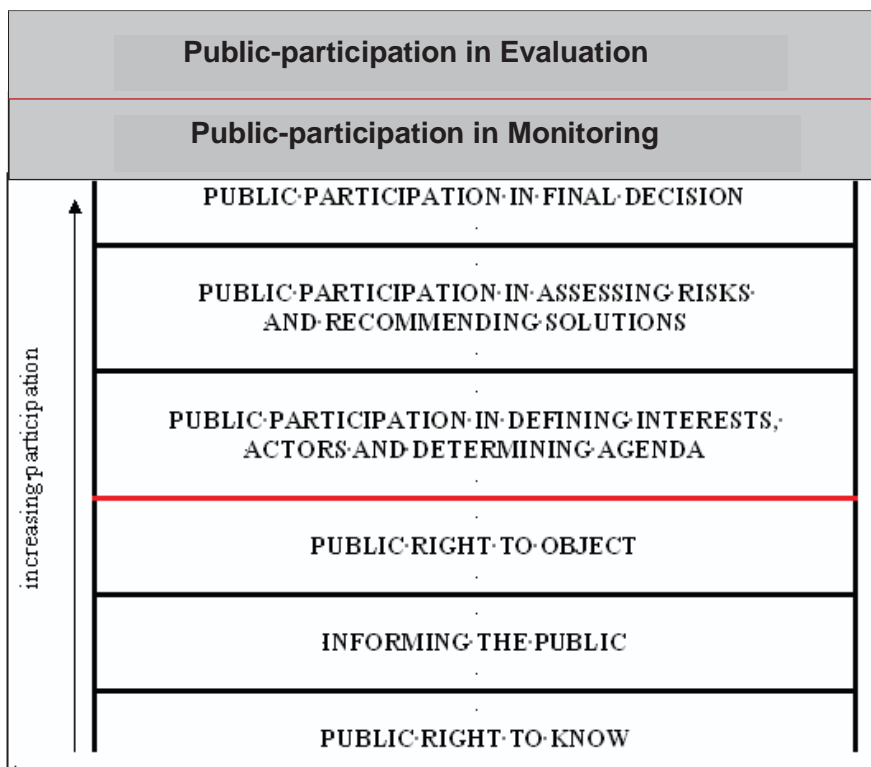 Public-participation in Evaluation
Public-participation in Monitoring
PUBLIC·PARTICIPATION·IN·FINAL·DECISION
PUBLIC·PARTICIPATION·IN·ASSESSING·RISKS·
AND·RECOMMENDING·SOLUTIONS
PUBLIC·PARTICIPATION·IN·DEFINING·INTERESTS,·
ACTORS·AND·DETERMINING·AGENDA
PUBLIC·RIGHT·TO·OBJECT
INFORMING·THE·PUBLIC
PUBLIC·RIGHT·TO·KNOW
increasing·participation